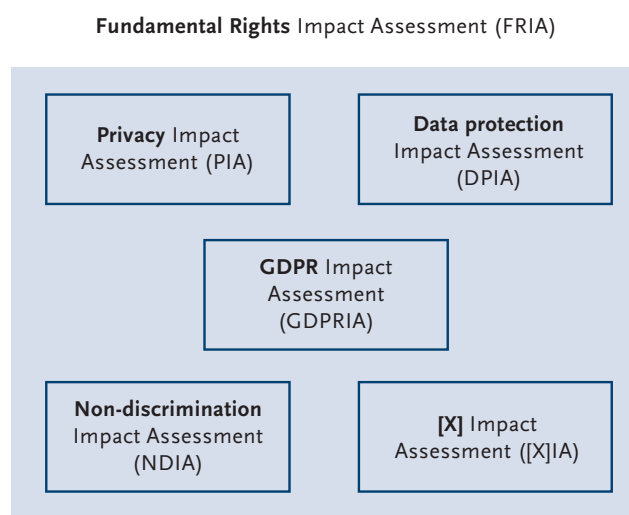 Fundamental Rights Impact Assessment (FRIA)
Privacy Impact
Assessment (PIA)
Data protection
Impact Assessment
(DPIA)
GDPR Impact
Assessment
(GDPRIA)
Non-discrimination
Impact Assessment
(NDIA)
[X] Impact
Assessment ([X]IA)